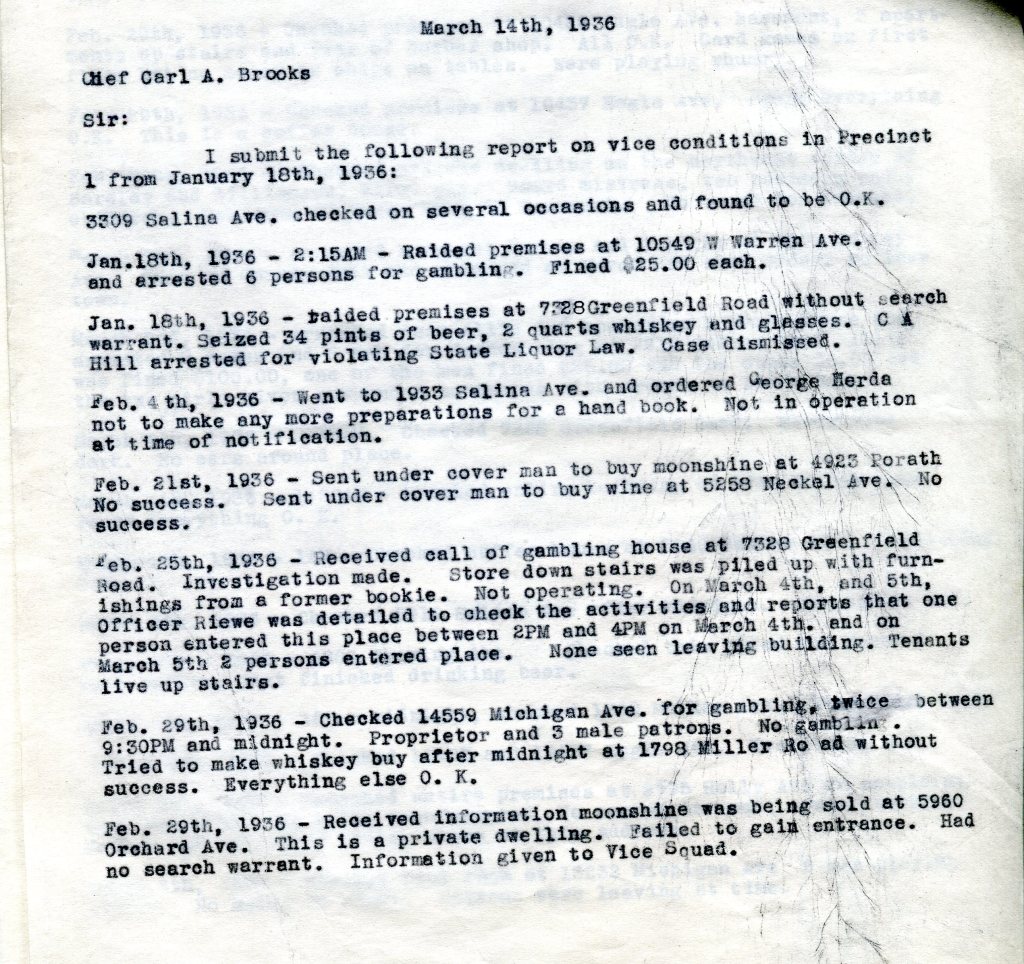 March 14th, 1936
Chief Carl A. Brooks
Sir:
I submit the following report on vice conditions in Precinct
1 from January 18th, 1936:
3309 Salina Ave. checked on several occasions and found to be O.K.
Jan.18th, 1936 - 2:15AM - Raided premises at 10549 W Warren Ave.
and arrested 6 persons for gambling. Fined $25.00 each.
Jan. 18th, 1936 - raided premises at 7328Greenfield Road without search
warrant. Seized 34 pints of beer, 2 quarts whiskey and glasses. C A
Hill arrested for violating State Liquor Law. Case dismissed.
Feb. 4th, 1936 - Went to 1933 Salina Ave. and ordered George Merda
not to make any more preparations for a hand book. Not in operation
at time of notification.
Feb. 21st, 1936 - Sent under cover man to buy moonshine at 4923 Porath
No success. Sent under cover man to buy wine at 5258 Neckel Ave. No
success.
Feb. 25th, 1936 - Received call of gambling house at 7328 Greenfield
Road. Investigation made. Store down stairs was piled up with furn-
ishings from a former bookie. Not operating. On March 4th, and 5th,
Officer Riewe was detailed to check the activities and reports that one
person entered this place between 2PM and 4PM on March 4th. and on
March 5th 2 persons entered place. None seen leaving building. Tenants
live up stairs.
Feb. 29th, 1936 - Checked 14559 Michigan Ave. for gambling, twice between
9:30PM and midnight. Proprietor and 3 male patrons. No gambling.
Tried to make whiskey buy after midnight at 1798 Miller Ro ad without
success. Everything else O. K.
Feb. 29th, 1936 - Received information moonshine was being sold at 5960
Orchard Ave. This is a private dwelling. Failed to gain entrance. Had
no search warrant. Information given to Vice Squad.